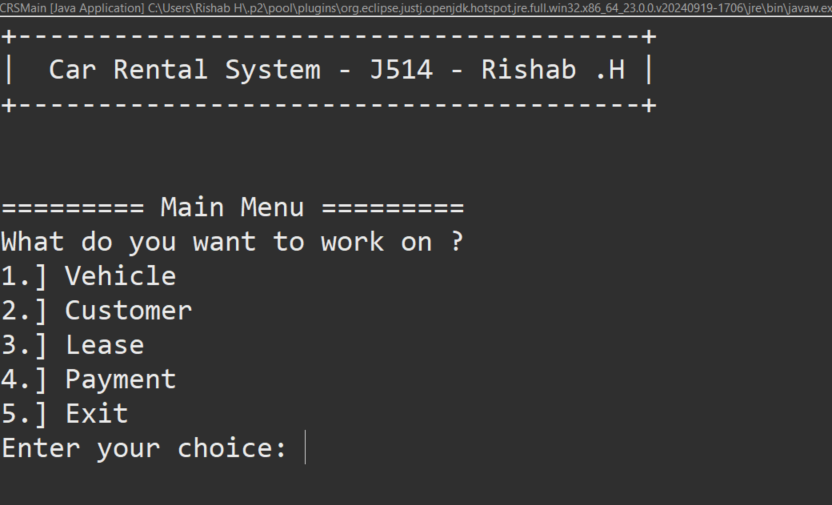 CRSMain [Java Application] C:\Users\Rishab H\.p2\pool\plugins\org.eclipse.justj.openjdk.hotspot.jre.full.win32.x86_64_23.0.0.v20240919-1706\jre\bin\javaw.ex
+---------------------------------------+
|  Car Rental System - J514 - Rishab .H |
+---------------------------------------+
========= Main Menu =========
What do you want to work on ?
1.] Vehicle
2.] Customer
3.] Lease
4.] Payment
5.] Exit
Enter your choice: